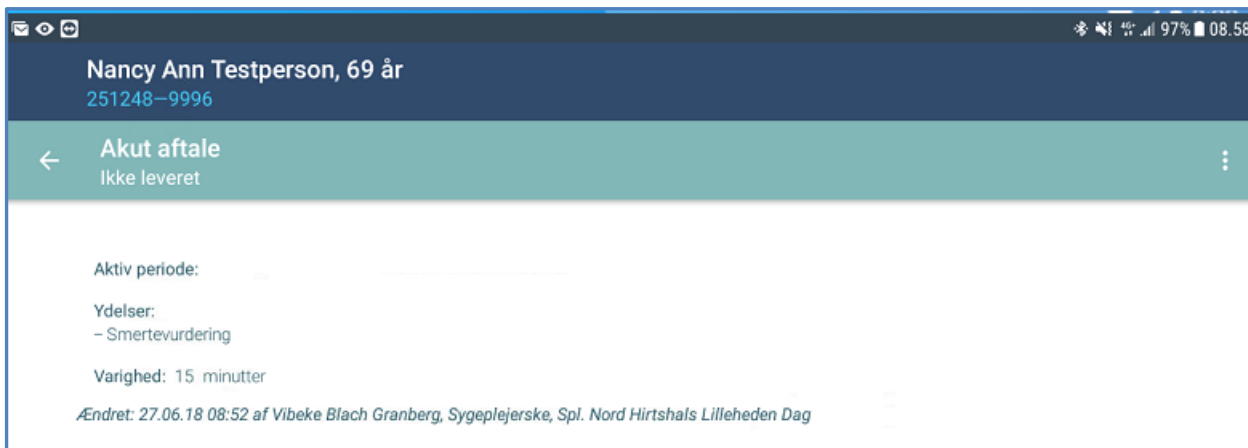 97% 08.58
Nancy Ann Testperson, 69 år
251248–9996
Akut aftale
Ikke leveret
Aktiv periode:
Ydelser:
– Smertevurdering
Varighed: 15 minutter
Ændret: 27.06.18 08:52 af Vibeke Blach Granberg, Sygeplejerske, Spl. Nord Hirtshals Lilleheden Dag